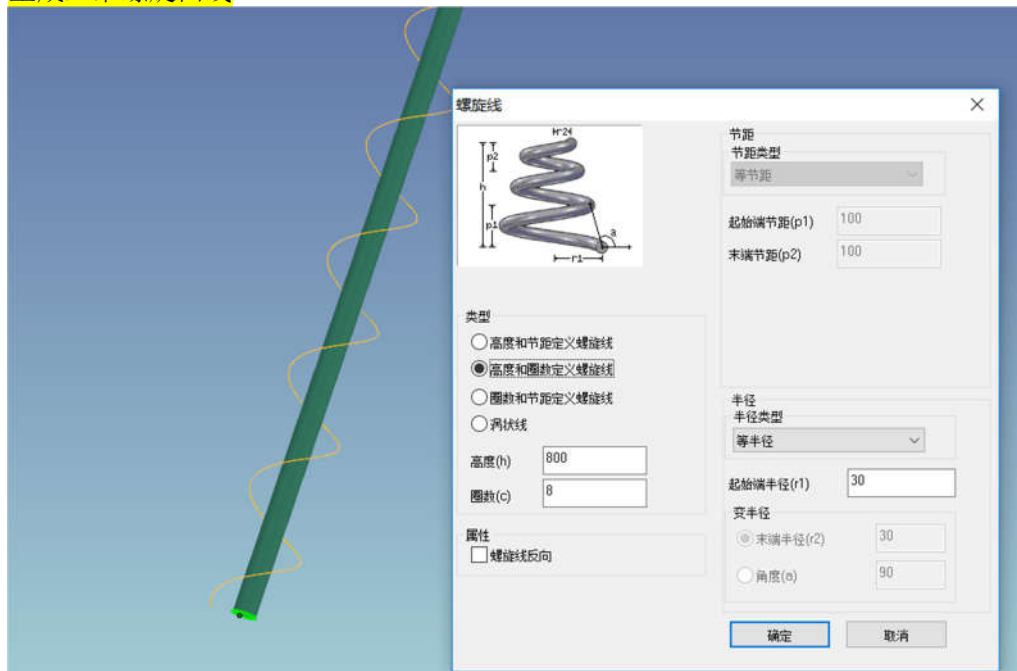 螺旋线
p2
h
p1
a
r1
类型
高度和节距定义螺旋线
高度和圈数定义螺旋线
圈数和节距定义螺旋线
涡状线
高度(h) 800
圈数(c) 8
属性
螺旋线反向
节距
节距类型
等节距
起始端节距(p1) 100
末端节距(p2) 100
半径
半径类型
等半径
起始端半径(r1) 30
变半径
末端半径(r2) 30
角度(a) 90
确定 取消